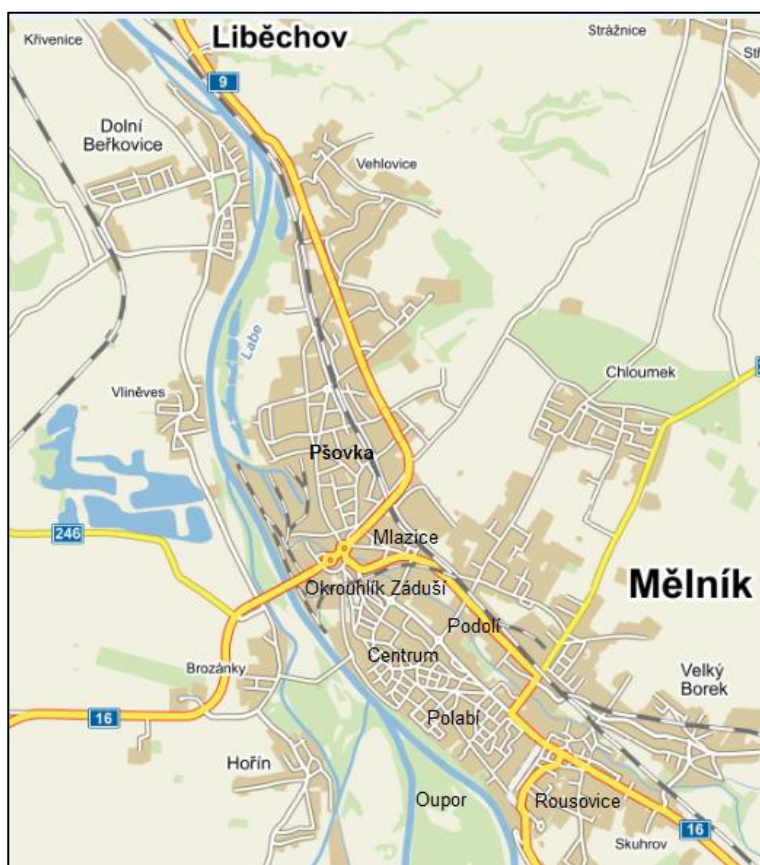 Křivenice
Liběchov
Strážnice
Stř
9
Dolní
Beřkovice
Vehlovice
Labe
Vliněves
Chloumek
Pšovka
246
Mlazice
Okrouhlík Záduší
Mělník
Podolí
Centrum
Brozánky
Velký
Borek
16
Polabí
Hořín
Oupor
Rousovice
16
Skuhrov